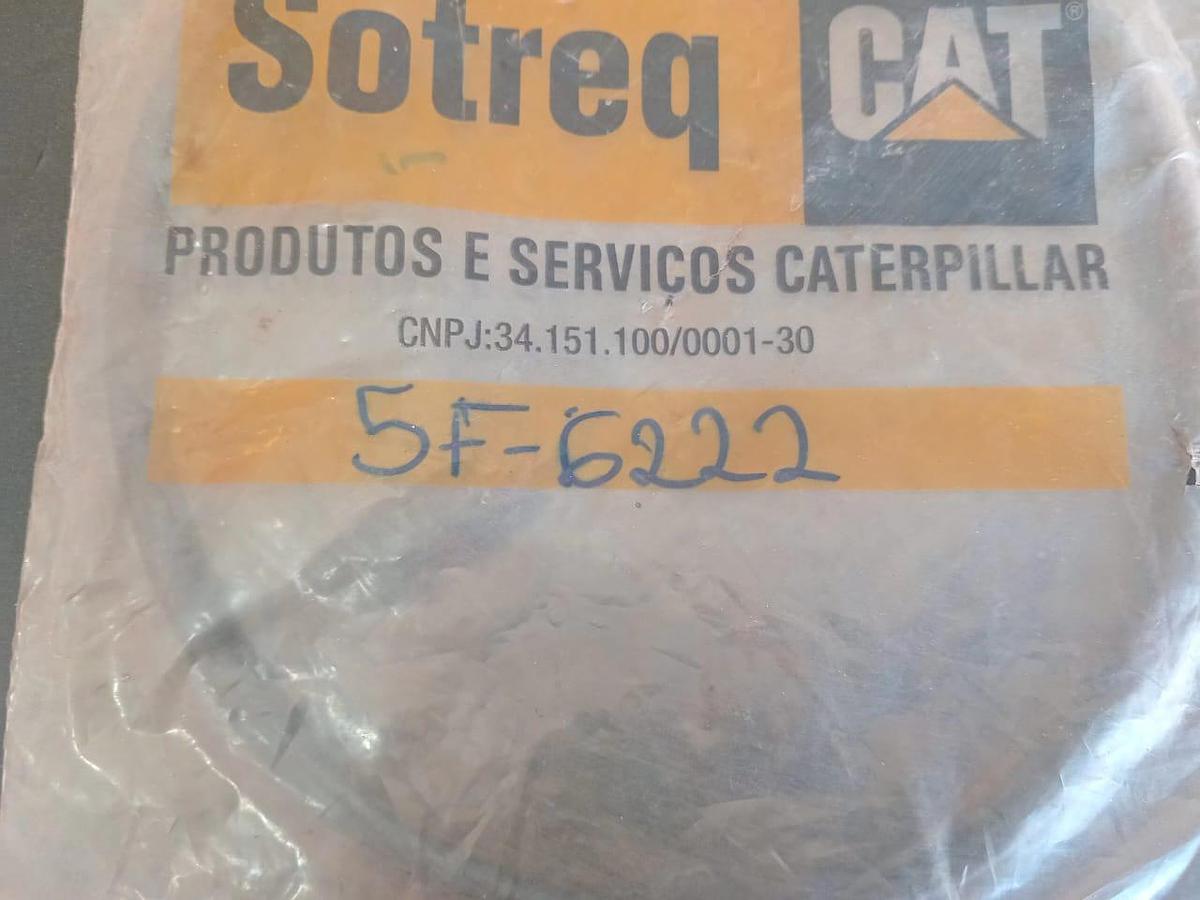 Sotreq
CAT®
PRODUTOS E SERVIÇOS CATERPILLAR
CNPJ:34.151.100/0001-30
5F-6222